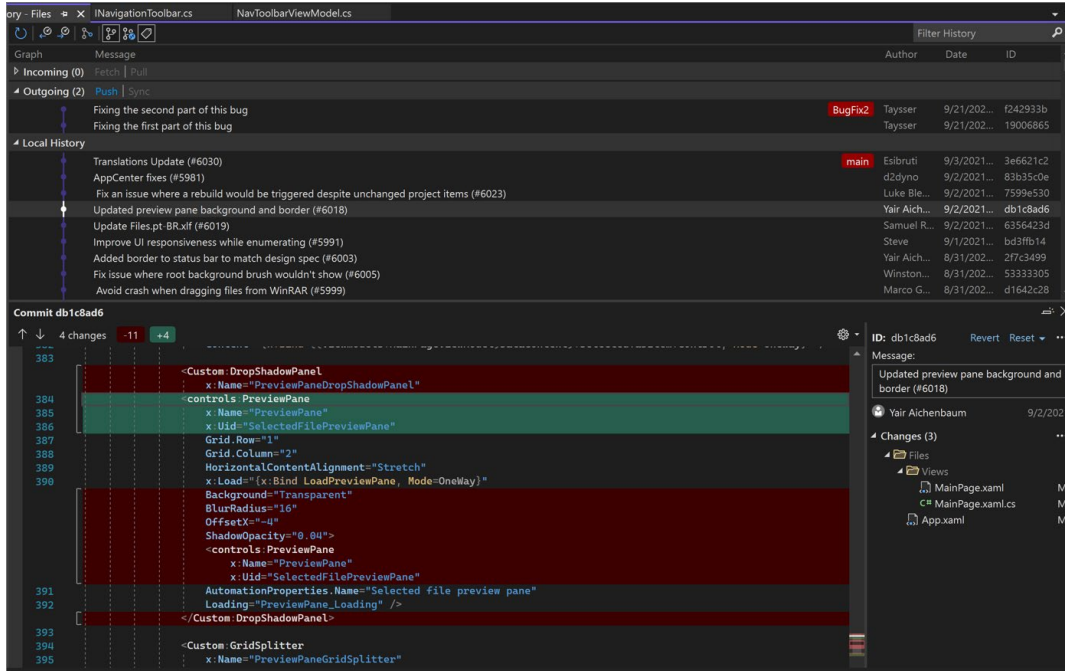 ory - Files
INavigationToolbar.cs
NavToolbarViewModel.cs
Filter History
Graph Message Author Date ID
Incoming (0) Fetch | Pull
Outgoing (2) Push | Sync
Fixing the second part of this bug BugFix2 Taysser 9/21/202... f242933b
Fixing the first part of this bug Taysser 9/21/202... 19006865
Local History
Translations Update (#6030) main Esibruti 9/3/2021... 3e6621c2
AppCenter fixes (#5981) d2dyno 9/2/2021... 83b35c0e
Fix an issue where a rebuild would be triggered despite unchanged project items (#6023) Luke Ble... 9/2/2021... 7599e530
Updated preview pane background and border (#6018) Yair Aich... 9/2/2021... db1c8ad6
Update Files.pt-BR.xlf (#6019) Samuel R... 9/2/2021... 6356423d
Improve UI responsiveness while enumerating (#5991) Steve 9/1/2021... bd3ffb14
Added border to status bar to match design spec (#6003) Yair Aich... 8/31/202... 2f7c3499
Fix issue where root background brush wouldn't show (#6005) Winston... 8/31/202... 53333305
Avoid crash when dragging files from WinRAR (#5999) Marco G... 8/31/202... d1642c28
Commit db1c8ad6
4 changes -11 +4
383
<Custom:DropShadowPanel
x:Name="PreviewPaneDropShadowPanel"
384 <controls:PreviewPane
385 x:Name="PreviewPane"
386 x:Uid="SelectedFilePreviewPane"
387 Grid.Row="1"
388 Grid.Column="2"
389 HorizontalContentAlignment="Stretch"
390 x:Load="{x:Bind LoadPreviewPane, Mode=OneWay}"
Background="Transparent"
BlurRadius="16"
OffsetX="-4"
ShadowOpacity="0.04">
<controls:PreviewPane
x:Name="PreviewPane"
x:Uid="SelectedFilePreviewPane"
391 AutomationProperties.Name="Selected file preview pane"
392 Loading="PreviewPane_Loading" />
</Custom:DropShadowPanel>
393
394 <Custom:GridSplitter
395 x:Name="PreviewPaneGridSplitter"
ID: db1c8ad6 Revert Reset
Message:
Updated preview pane background and
border (#6018)
Yair Aichenbaum 9/2/202
Changes (3)
Files
Views
MainPage.xaml M
C# MainPage.xaml.cs M
App.xaml M